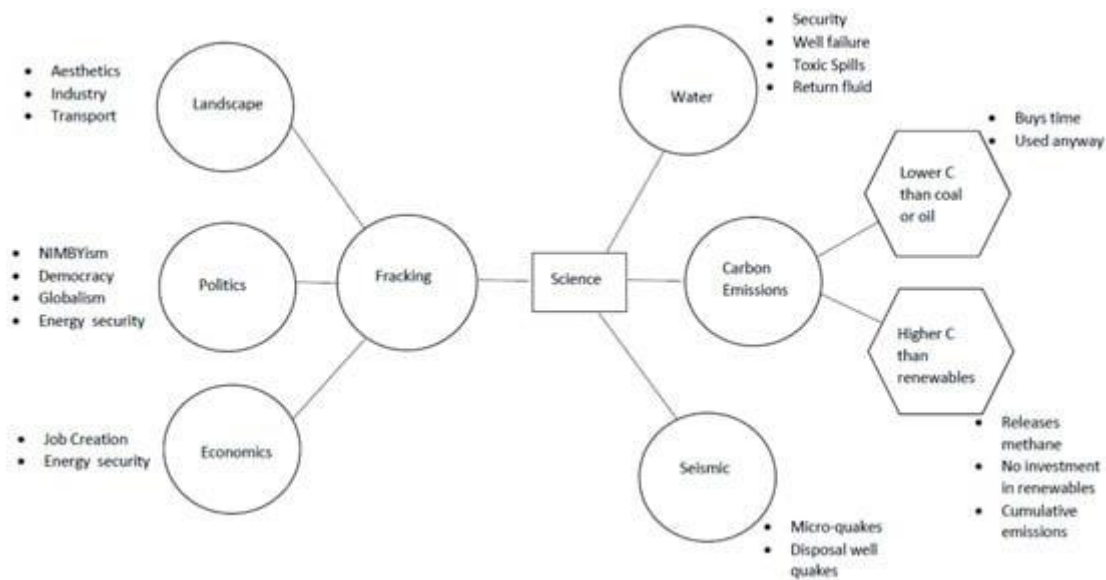 Landscape
• Aesthetics
• Industry
• Transport
Politics
• NIMBYism
• Democracy
• Globalism
• Energy security
Economics
• Job Creation
• Energy security
Fracking
Science
Water
• Security
• Well failure
• Toxic Spills
• Return fluid
Carbon
Emissions
Lower C
than coal
or oil
• Buys time
• Used anyway
Higher C
than
renewables
• Releases
methane
• No investment
in renewables
• Cumulative
emissions
Seismic
• Micro-quakes
• Disposal well
quakes